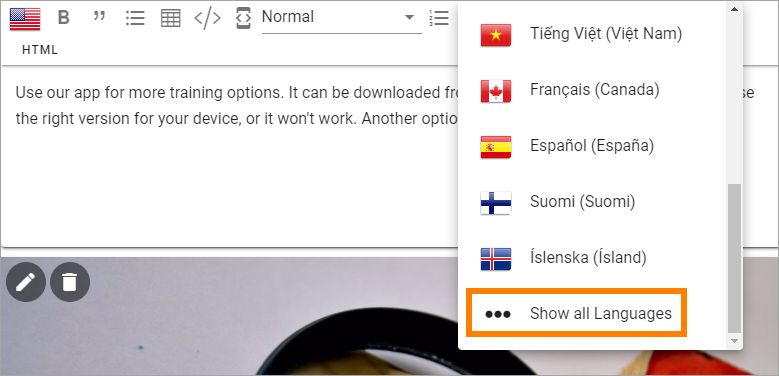 B ” </> Normal
HTML
Use our app for more training options. It can be downloaded fro
se
the right version for your device, or it won't work. Another optio
Tiếng Việt (Việt Nam)
Français (Canada)
Español (España)
Suomi (Suomi)
Íslenska (Ísland)
Show all Languages